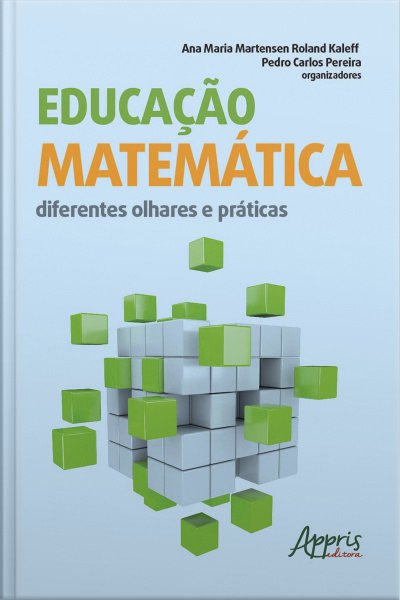 Ana Maria Martensen Roland Kaleff
Pedro Carlos Pereira
organizadores
EDUCAÇÃO
MATEMÁTICA
diferentes olhares e práticas
Appris
editora